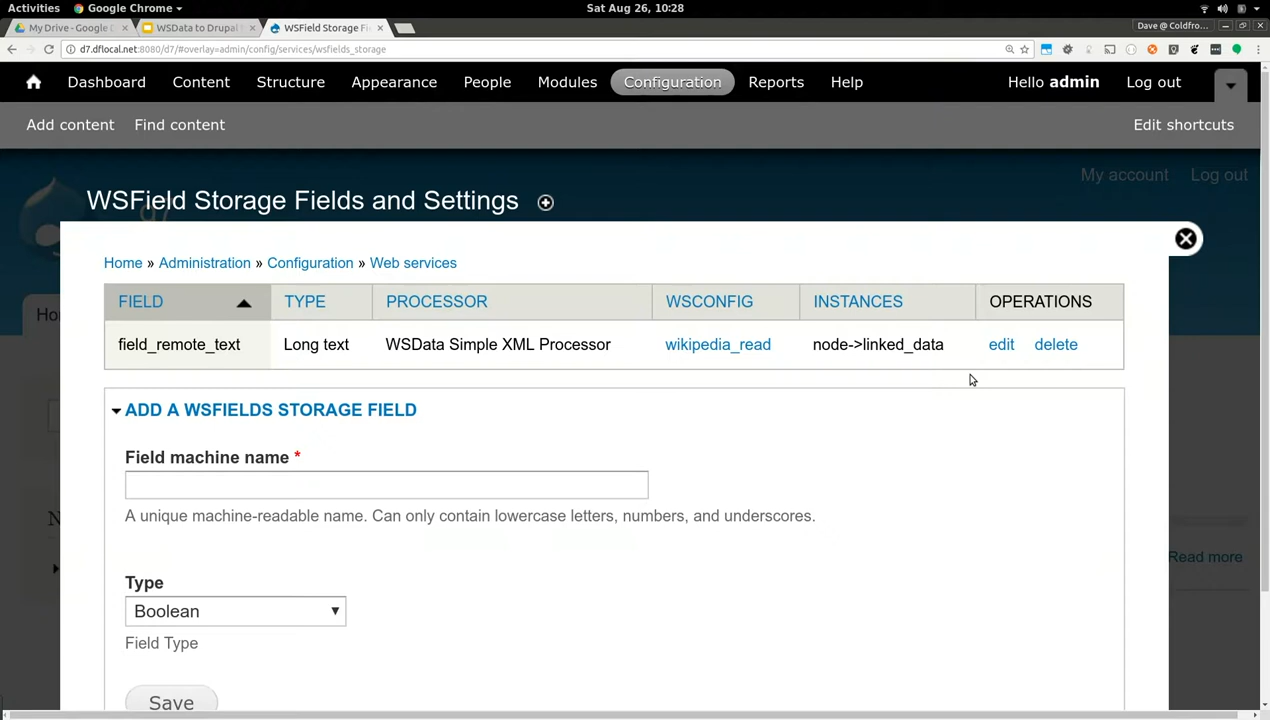 Activities Google Chrome Sat Aug 26, 10:28
My Drive - Google D WSData to Drupal WSField Storage Fi Dave @ Coldfro...
d7.dflocal.net:8080/d7/#overlay=admin/config/services/wsfields_storage
Dashboard Content Structure Appearance People Modules Configuration Reports Help Hello admin Log out
Add content Find content Edit shortcuts
My account Log out
WSField Storage Fields and Settings
d7
Home » Administration » Configuration » Web services
FIELD TYPE PROCESSOR WSCONFIG INSTANCES OPERATIONS
field_remote_text Long text WSData Simple XML Processor wikipedia_read node->linked_data edit delete
ADD A WSFIELDS STORAGE FIELD
Field machine name *
A unique machine-readable name. Can only contain lowercase letters, numbers, and underscores.
Read more
Type
Boolean
Field Type
Save